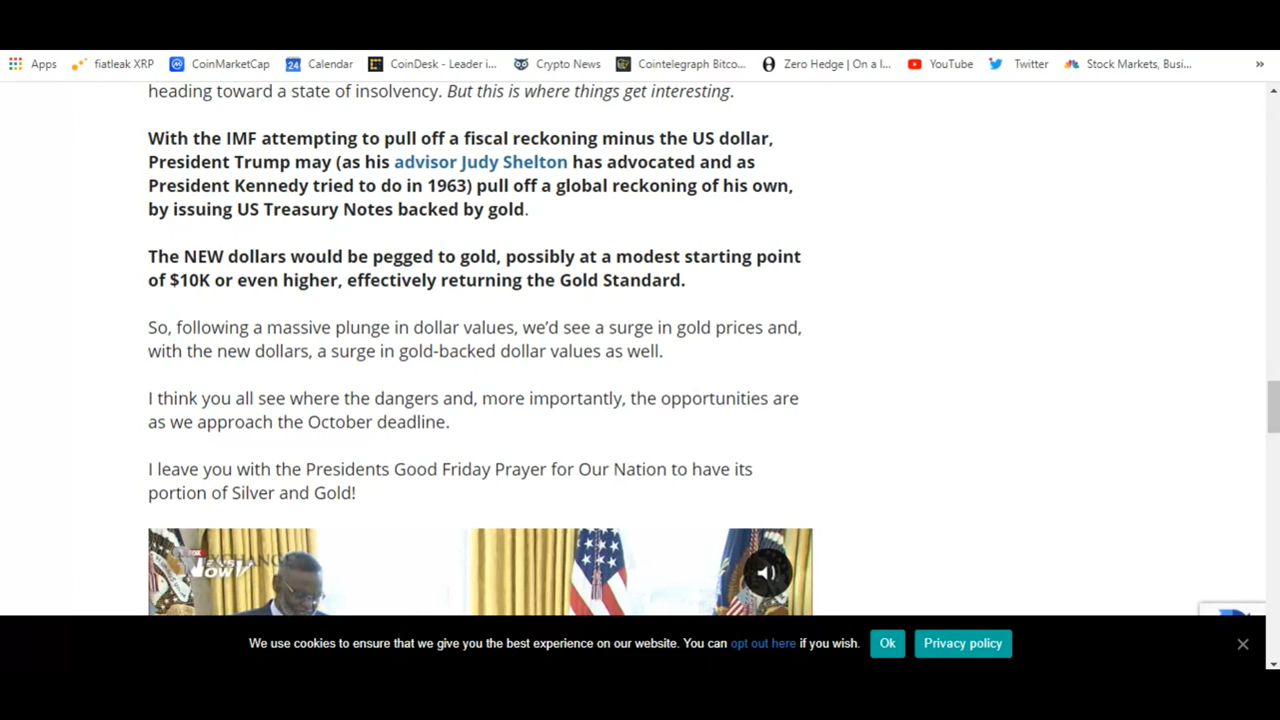 Apps
fiatleak XRP
CoinMarketCap
24 Calendar
CoinDesk - Leader i...
Crypto News
Cointelegraph Bitco...
Zero Hedge | On a l...
YouTube
Twitter
Stock Markets, Busi...
»
heading toward a state of insolvency. But this is where things get interesting.
With the IMF attempting to pull off a fiscal reckoning minus the US dollar,
President Trump may (as his advisor Judy Shelton has advocated and as
President Kennedy tried to do in 1963) pull off a global reckoning of his own,
by issuing US Treasury Notes backed by gold.
The NEW dollars would be pegged to gold, possibly at a modest starting point
of $10K or even higher, effectively returning the Gold Standard.
So, following a massive plunge in dollar values, we’d see a surge in gold prices and,
with the new dollars, a surge in gold-backed dollar values as well.
I think you all see where the dangers and, more importantly, the opportunities are
as we approach the October deadline.
I leave you with the Presidents Good Friday Prayer for Our Nation to have its
portion of Silver and Gold!
We use cookies to ensure that we give you the best experience on our website. You can opt out here if you wish.
Ok
Privacy policy